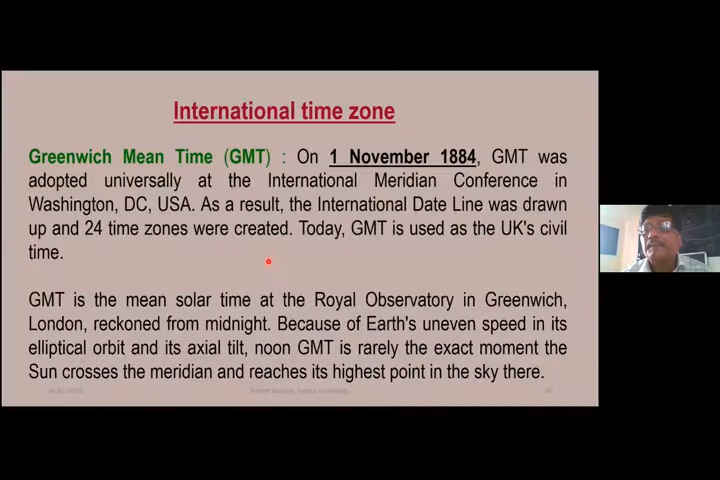 International time zone
Greenwich Mean Time (GMT) : On 1 November 1884, GMT was
adopted universally at the International Meridian Conference in
Washington, DC, USA. As a result, the International Date Line was drawn
up and 24 time zones were created. Today, GMT is used as the UK's civil
time.
GMT is the mean solar time at the Royal Observatory in Greenwich,
London, reckoned from midnight. Because of Earth's uneven speed in its
elliptical orbit and its axial tilt, noon GMT is rarely the exact moment the
Sun crosses the meridian and reaches its highest point in the sky there.